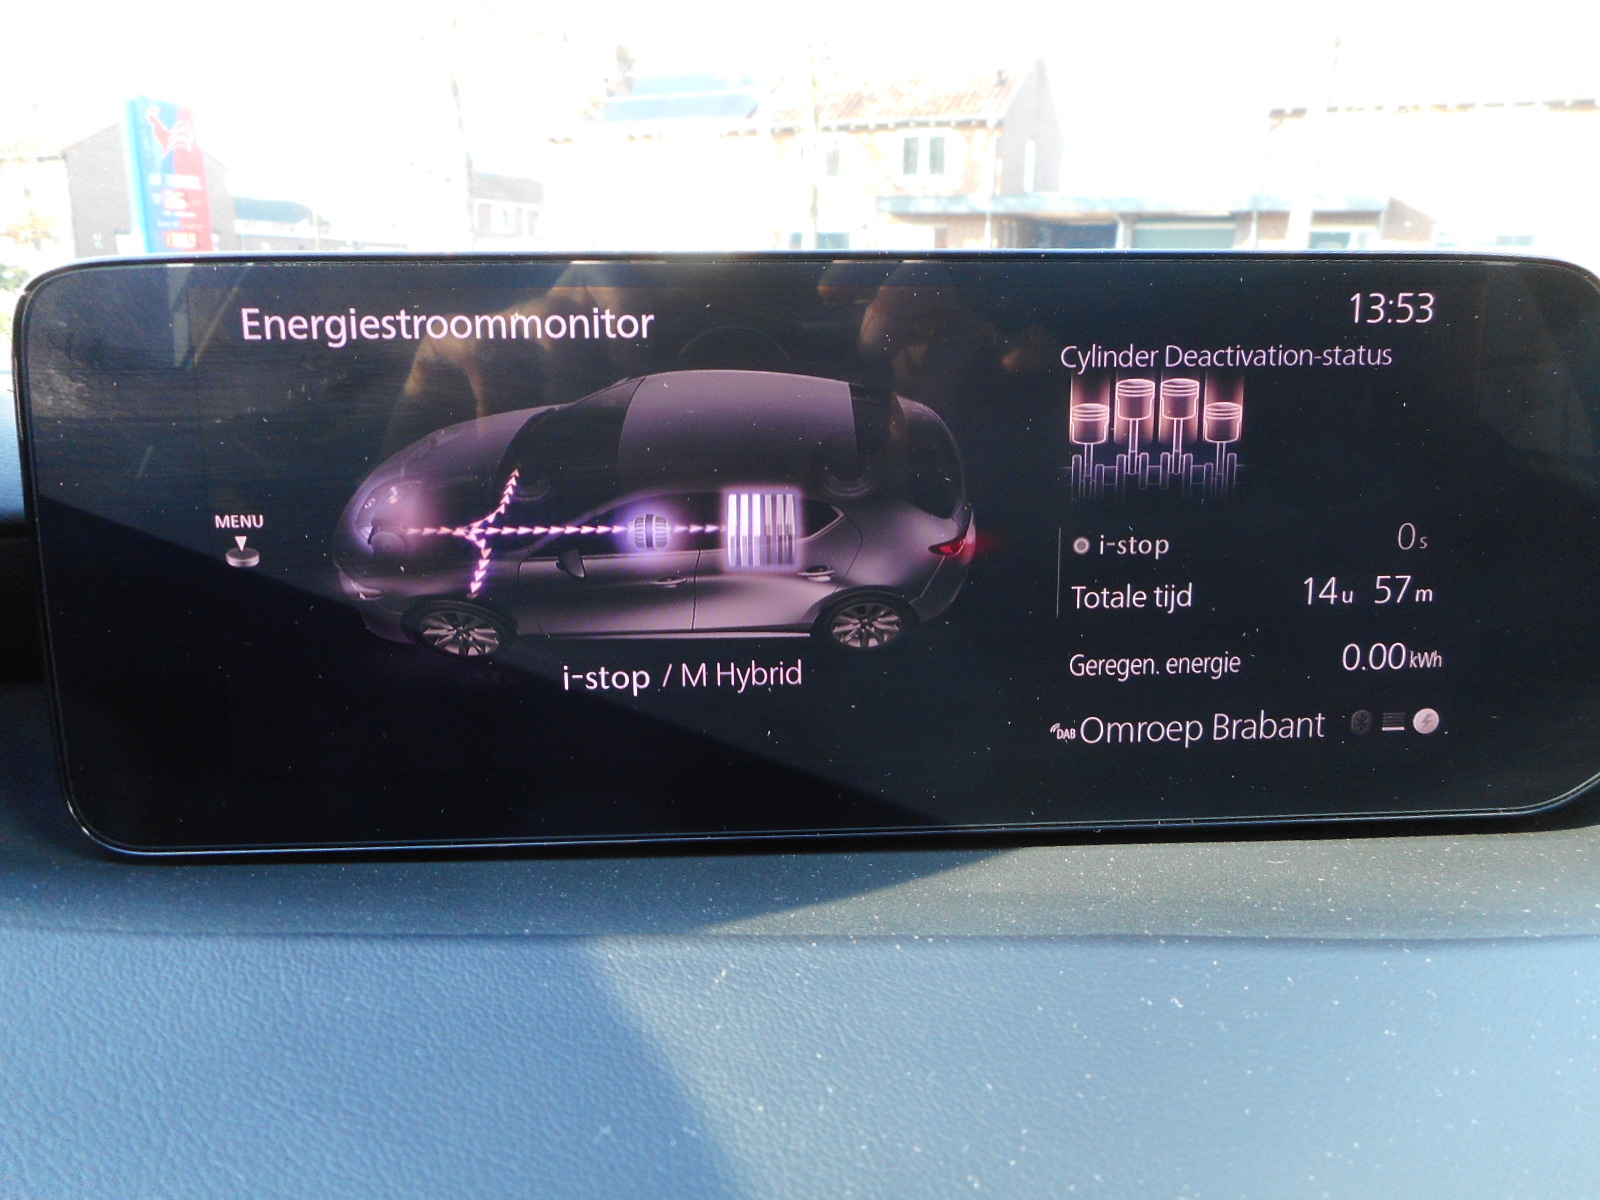 Energiestroommonitor
13:53
Cylinder Deactivation-status
MENU
i-stop 0s
Totale tijd 14u 57m
Geregen. energie 0.00kWh
i-stop / M Hybrid
DAB Omroep Brabant